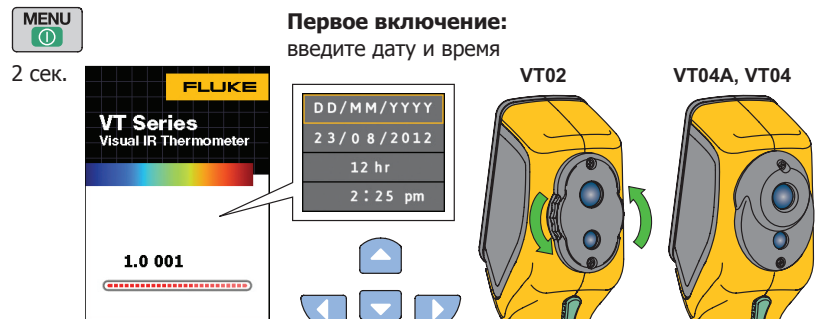 MENU
2 сек.
FLUKE
VT Series
Visual IR Thermometer
1.0 001
Первое включение:
введите дату и время
DD/MM/YYYY
23/08/2012
12 hr
2:25 pm
VT02
VT04A, VT04